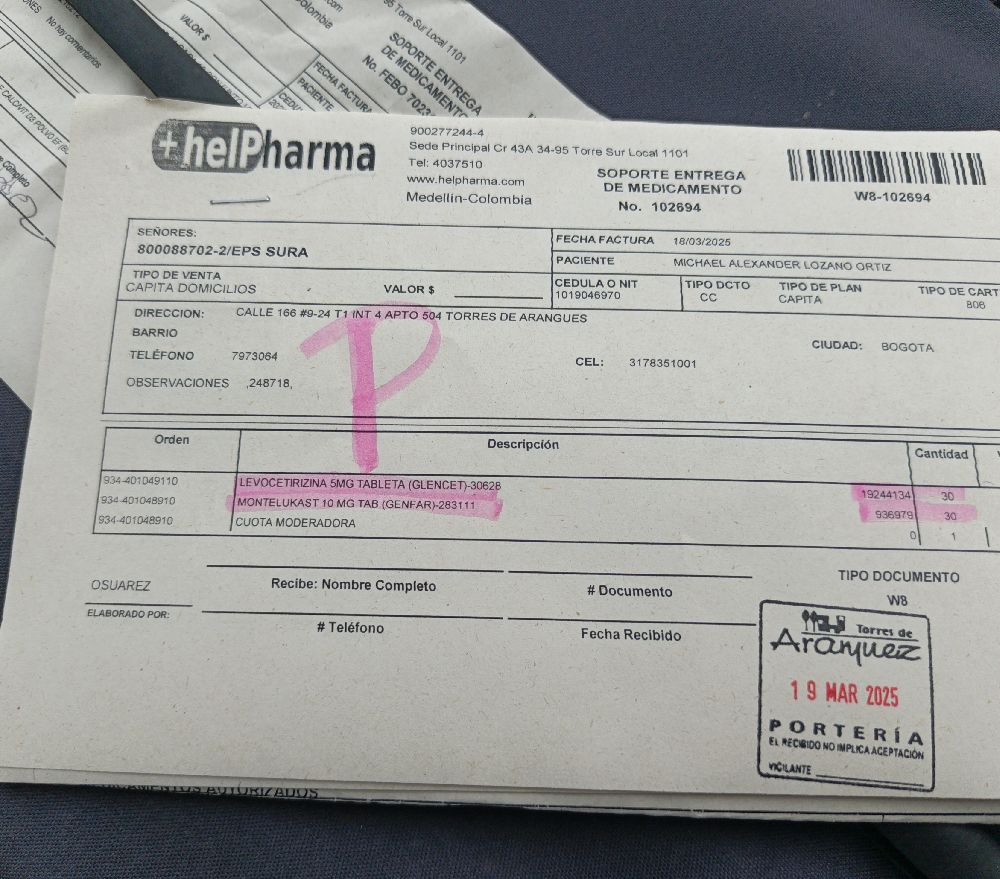 No hay comentarios
VALOR $
Colombia
Torre Sur Local 1101
SOPORTE ENTREGA
DE MEDICAMENTO
No. FEBO 7023
FECHA FACTURA
PACIENTE
Completo
+helPharma
900277244-4
Sede Principal Cr 43A 34-95 Torre Sur Local 1101
Tel: 4037510
www.helpharma.com
Medellin-Colombia
SOPORTE ENTREGA
DE MEDICAMENTO
No. 102694
W8-102694
SEÑORES:
800088702-2/EPS SURA
FECHA FACTURA 18/03/2025
PACIENTE MICHAEL ALEXANDER LOZANO ORTIZ
TIPO DE VENTA
CAPITA DOMICILIOS
VALOR $
CEDULA O NIT
1019046970
TIPO DCTO
CC
TIPO DE PLAN
CAPITA
TIPO DE CART
BOB
DIRECCION: CALLE 166 #9-24 T1 INT 4 APTO 504 TORRES DE ARANGUES
BARRIO
CIUDAD: BOGOTA
TELÉFONO 7973064
CEL: 3178351001
OBSERVACIONES ,248718,
P
Orden Descripción Cantidad
934-401049110 LEVOCETIRIZINA 5MG TABLETA (GLENCET)-30628 19244134 30
934-401048910 MONTELUKAST 10 MG TAB (GENFAR)-283111 936979 30
934-401048910 CUOTA MODERADORA 0 1
OSUAREZ
ELABORADO POR:
Recibe: Nombre Completo
# Documento
# Teléfono
Fecha Recibido
TIPO DOCUMENTO
W8
Torres de
Aranjuez
19 MAR 2025
PORTERÍA
EL RECIBIDO NO IMPLICA ACEPTACIÓN
VIGILANTE
AUTORIZADOS